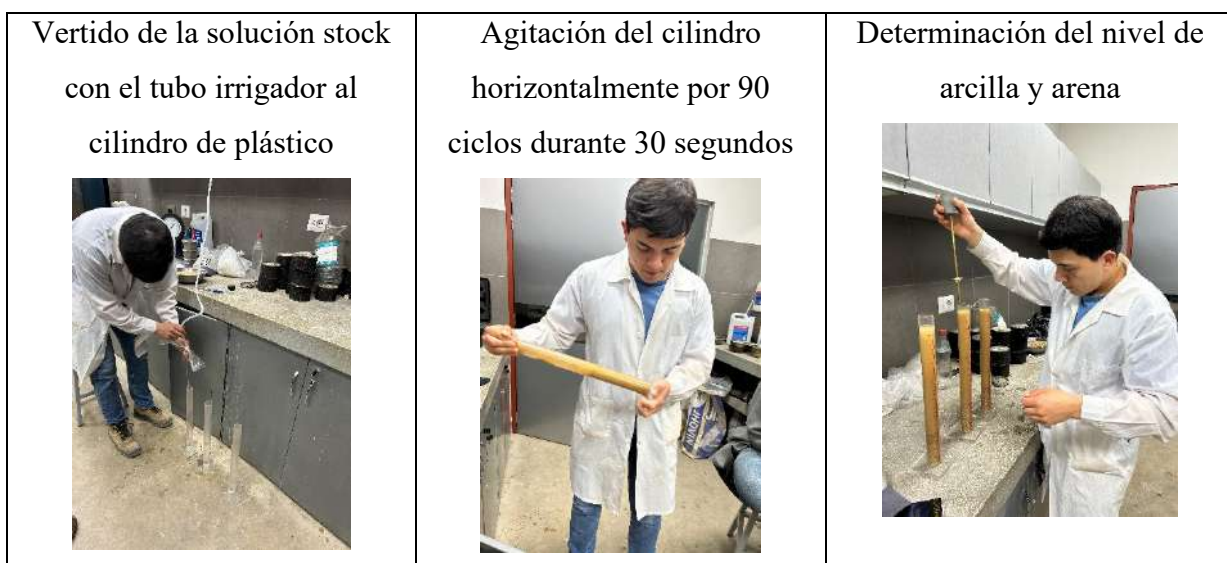 Vertido de la solución stock
con el tubo irrigador al
cilindro de plástico
Agitación del cilindro
horizontalmente por 90
ciclos durante 30 segundos
Determinación del nivel de
arcilla y arena